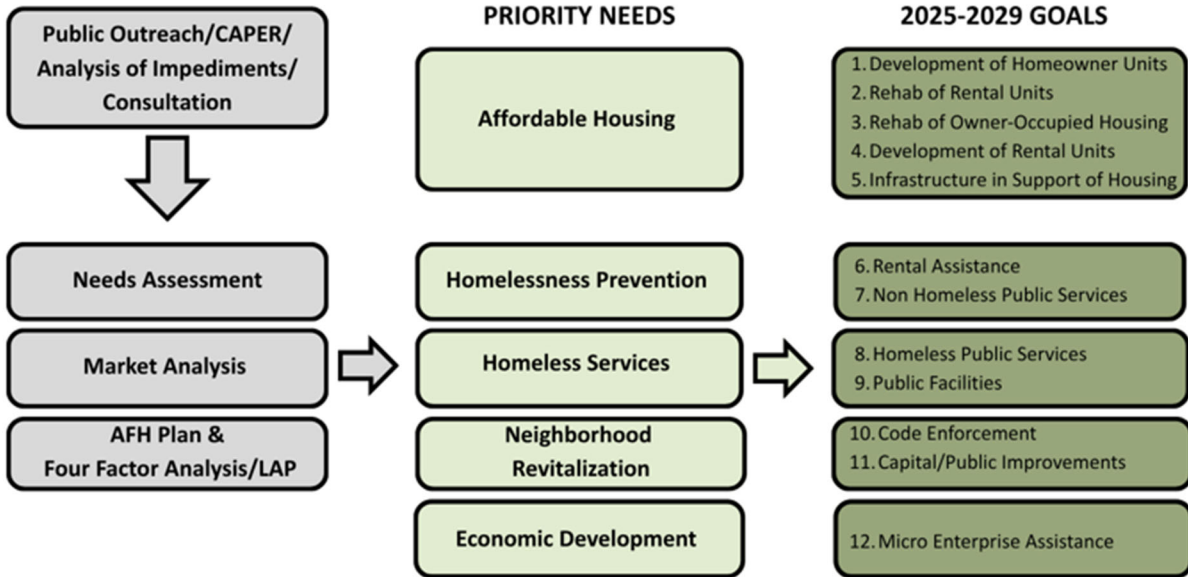 Public Outreach/CAPER/
Analysis of Impediments/
Consultation
Needs Assessment
Market Analysis
AFH Plan &
Four Factor Analysis/LAP
PRIORITY NEEDS
Affordable Housing
Homelessness Prevention
Homeless Services
Neighborhood
Revitalization
Economic Development
2025-2029 GOALS
1. Development of Homeowner Units
2. Rehab of Rental Units
3. Rehab of Owner-Occupied Housing
4. Development of Rental Units
5. Infrastructure in Support of Housing
6. Rental Assistance
7. Non Homeless Public Services
8. Homeless Public Services
9. Public Facilities
10. Code Enforcement
11. Capital/Public Improvements
12. Micro Enterprise Assistance